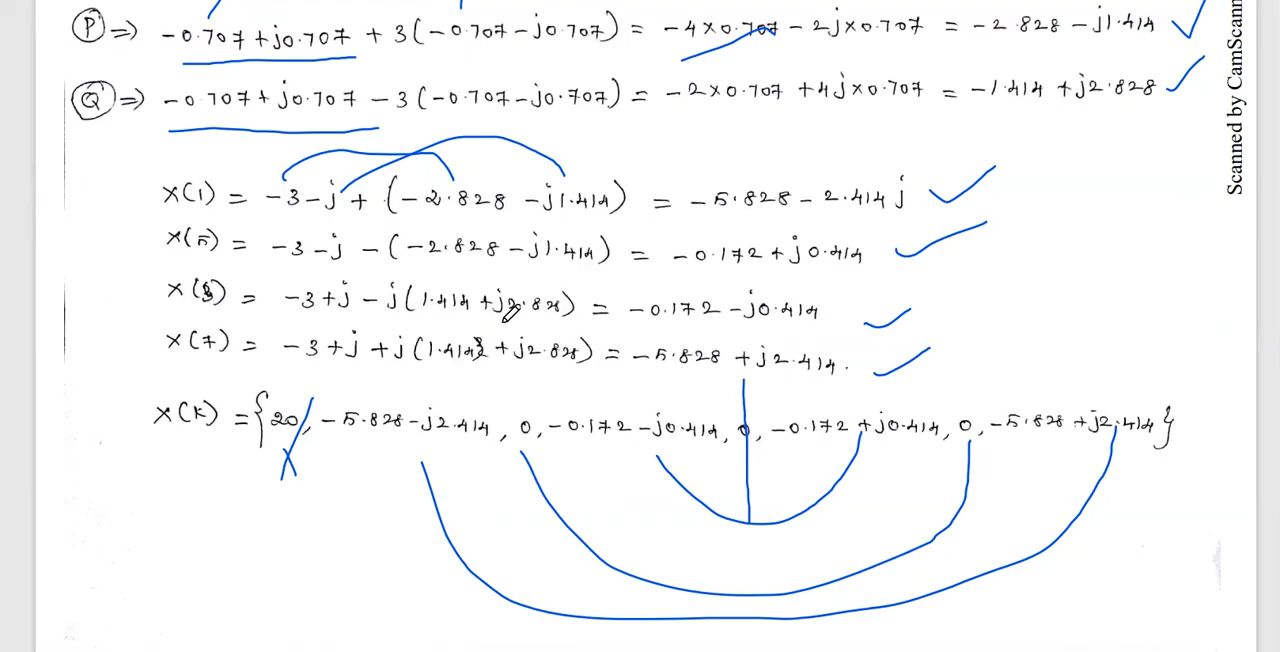 (P) ⇒ -0.707 + j0.707 + 3(-0.707 - j0.707) = -4×0.707 - 2j×0.707 = -2.828 - j1.414
(Q) ⇒ -0.707 + j0.707 - 3(-0.707 - j0.707) = -2×0.707 + 4j×0.707 = -1.414 + j2.828
X(1) = -3-j + (-2.828 - j1.414) = -5.828 - 2.414j
X(5) = -3-j - (-2.828 - j1.414) = -0.172 + j0.414
X(3) = -3+j - j(1.414 + j2.828) = -0.172 - j0.414
X(7) = -3+j + j(1.414 + j2.828) = -5.828 + j2.414.
X(k) = {20, -5.828 - j2.414, 0, -0.172 - j0.414, 0, -0.172 + j0.414, 0, -5.828 + j2.414}
Scanned by CamScann